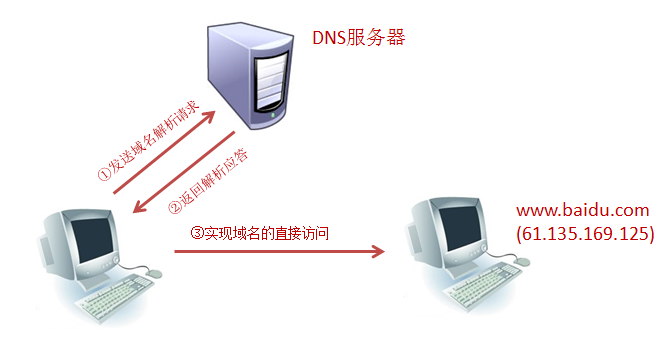 DNS服务器
①发送域名解析请求
②返回解析应答
③实现域名的直接访问
www.baidu.com
(61.135.169.125)